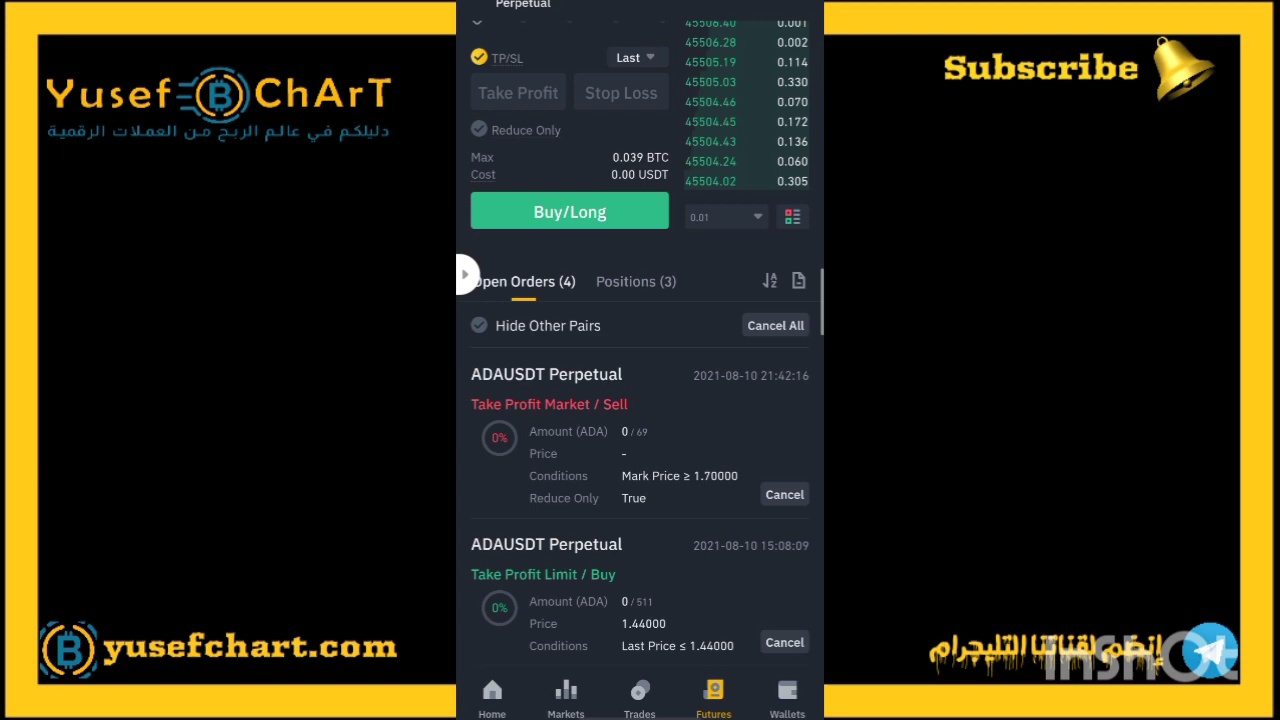 Perpetual
Yusef ChArT
دليلكم في عالم الربح من العملات الرقمية
Subscribe
45506.40 0.001
45506.28 0.002
TP/SL Last
45505.19 0.114
45505.03 0.330
Take Profit Stop Loss
45504.46 0.070
45504.45 0.172
Reduce Only
45504.43 0.136
Max 0.039 BTC
45504.24 0.060
Cost 0.00 USDT
45504.02 0.305
Buy/Long
0.01
Open Orders (4) Positions (3)
Hide Other Pairs Cancel All
ADAUSDT Perpetual 2021-08-10 21:42:16
Take Profit Market / Sell
0%
Amount (ADA) 0 / 69
Price -
Conditions Mark Price ≥ 1.70000
Reduce Only True
Cancel
ADAUSDT Perpetual 2021-08-10 15:08:09
Take Profit Limit / Buy
0%
Amount (ADA) 0 / 511
Price 1.44000
Conditions Last Price ≤ 1.44000
Cancel
yusefchart.com
إنظم لقناتنا التليجرام
InShOt
Home Markets Trades Futures Wallets